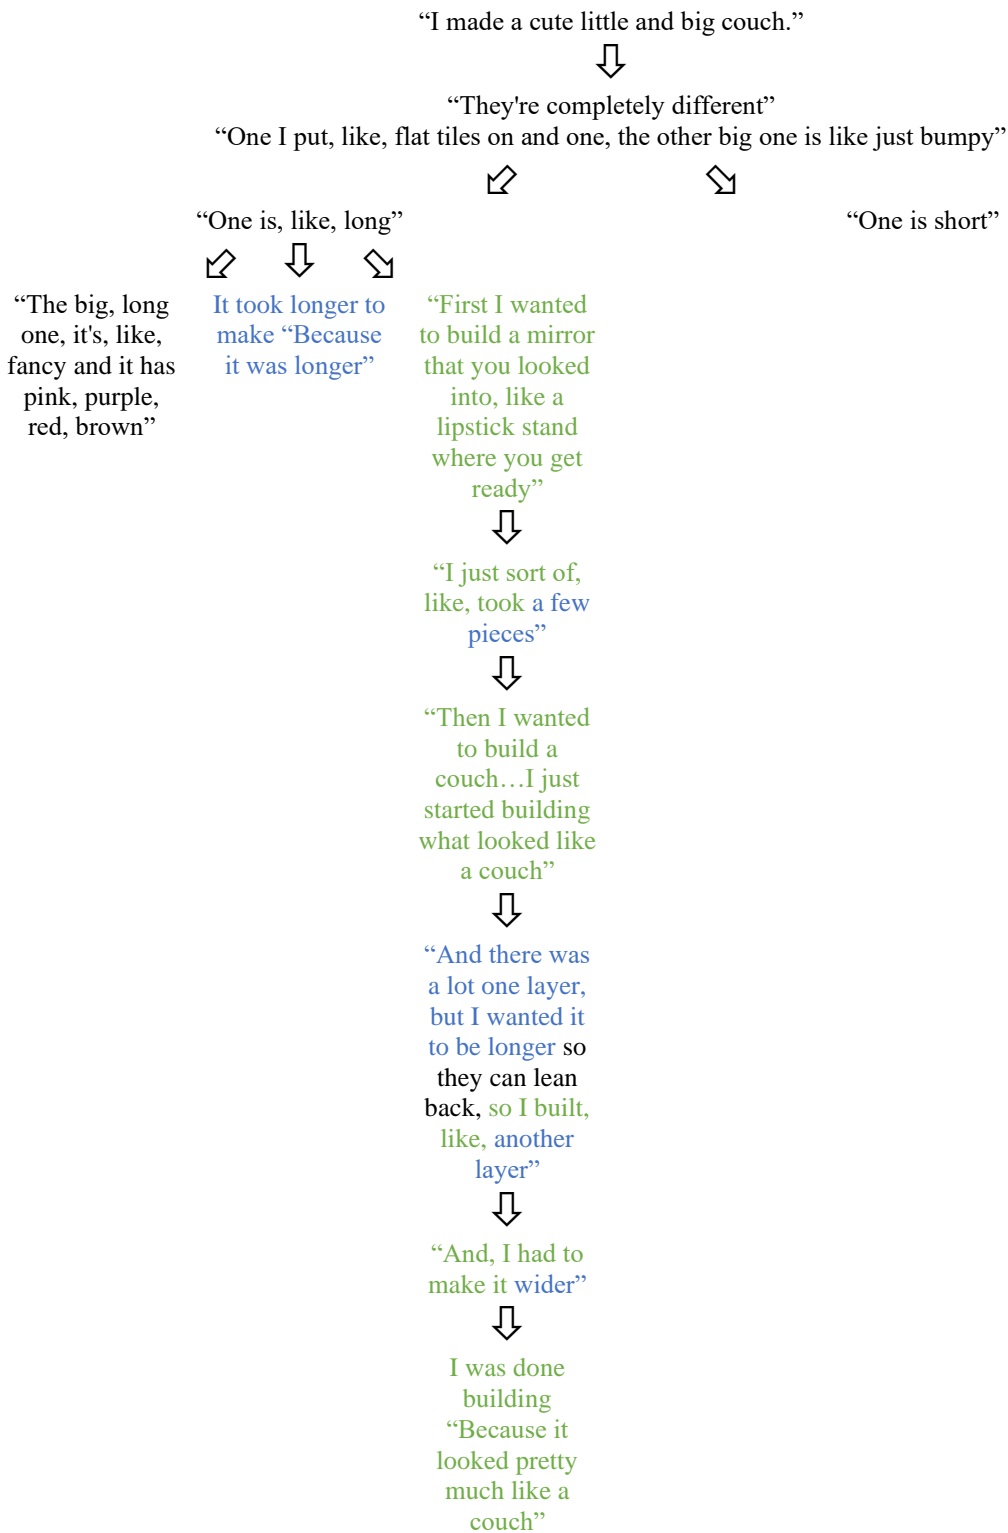 “I made a cute little and big couch.”
“They're completely different”
“One I put, like, flat tiles on and one, the other big one is like just bumpy”
“One is, like, long”
“One is short”
“The big, long
one, it's, like,
fancy and it has
pink, purple,
red, brown”
It took longer to
make “Because
it was longer”
“First I wanted
to build a mirror
that you looked
into, like a
lipstick stand
where you get
ready”
“I just sort of,
like, took a few
pieces”
“Then I wanted
to build a
couch…I just
started building
what looked like
a couch”
“And there was
a lot one layer,
but I wanted it
to be longer so
they can lean
back, so I built,
like, another
layer”
“And, I had to
make it wider”
I was done
building
“Because it
looked pretty
much like a
couch”